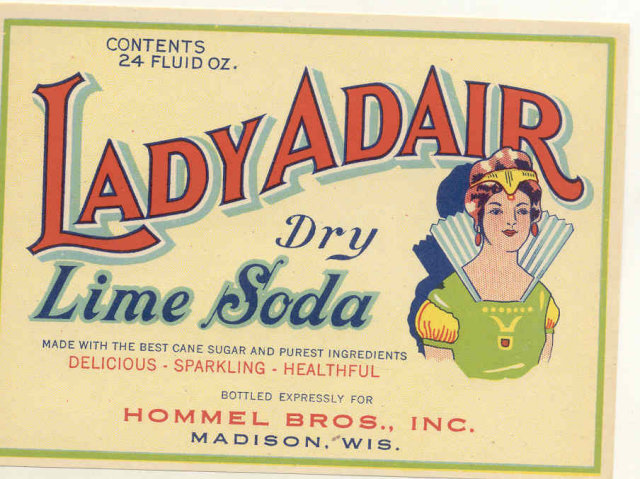 CONTENTS
24 FLUID OZ.
LADY ADAIR
Dry
Lime Soda
MADE WITH THE BEST CANE SUGAR AND PUREST INGREDIENTS
DELICIOUS - SPARKLING - HEALTHFUL
BOTTLED EXPRESSLY FOR
HOMMEL BROS., INC.
MADISON, WIS.